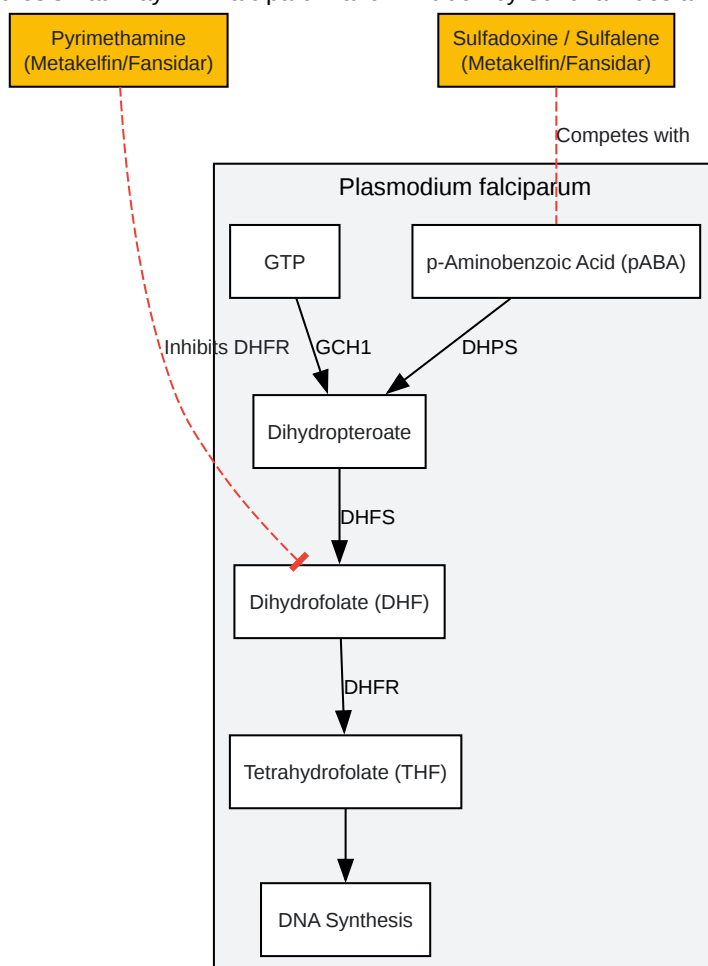 Pyrimethamine
(Metakelfin/Fansidar)
Sulfadoxine / Sulfalene
(Metakelfin/Fansidar)
Competes with
Plasmodium falciparum
GTP
p-Aminobenzoic Acid (pABA)
Inhibits DHFR
GCH1
DHPS
Dihydropteroate
DHFS
Dihydrofolate (DHF)
DHFR
Tetrahydrofolate (THF)
DNA Synthesis